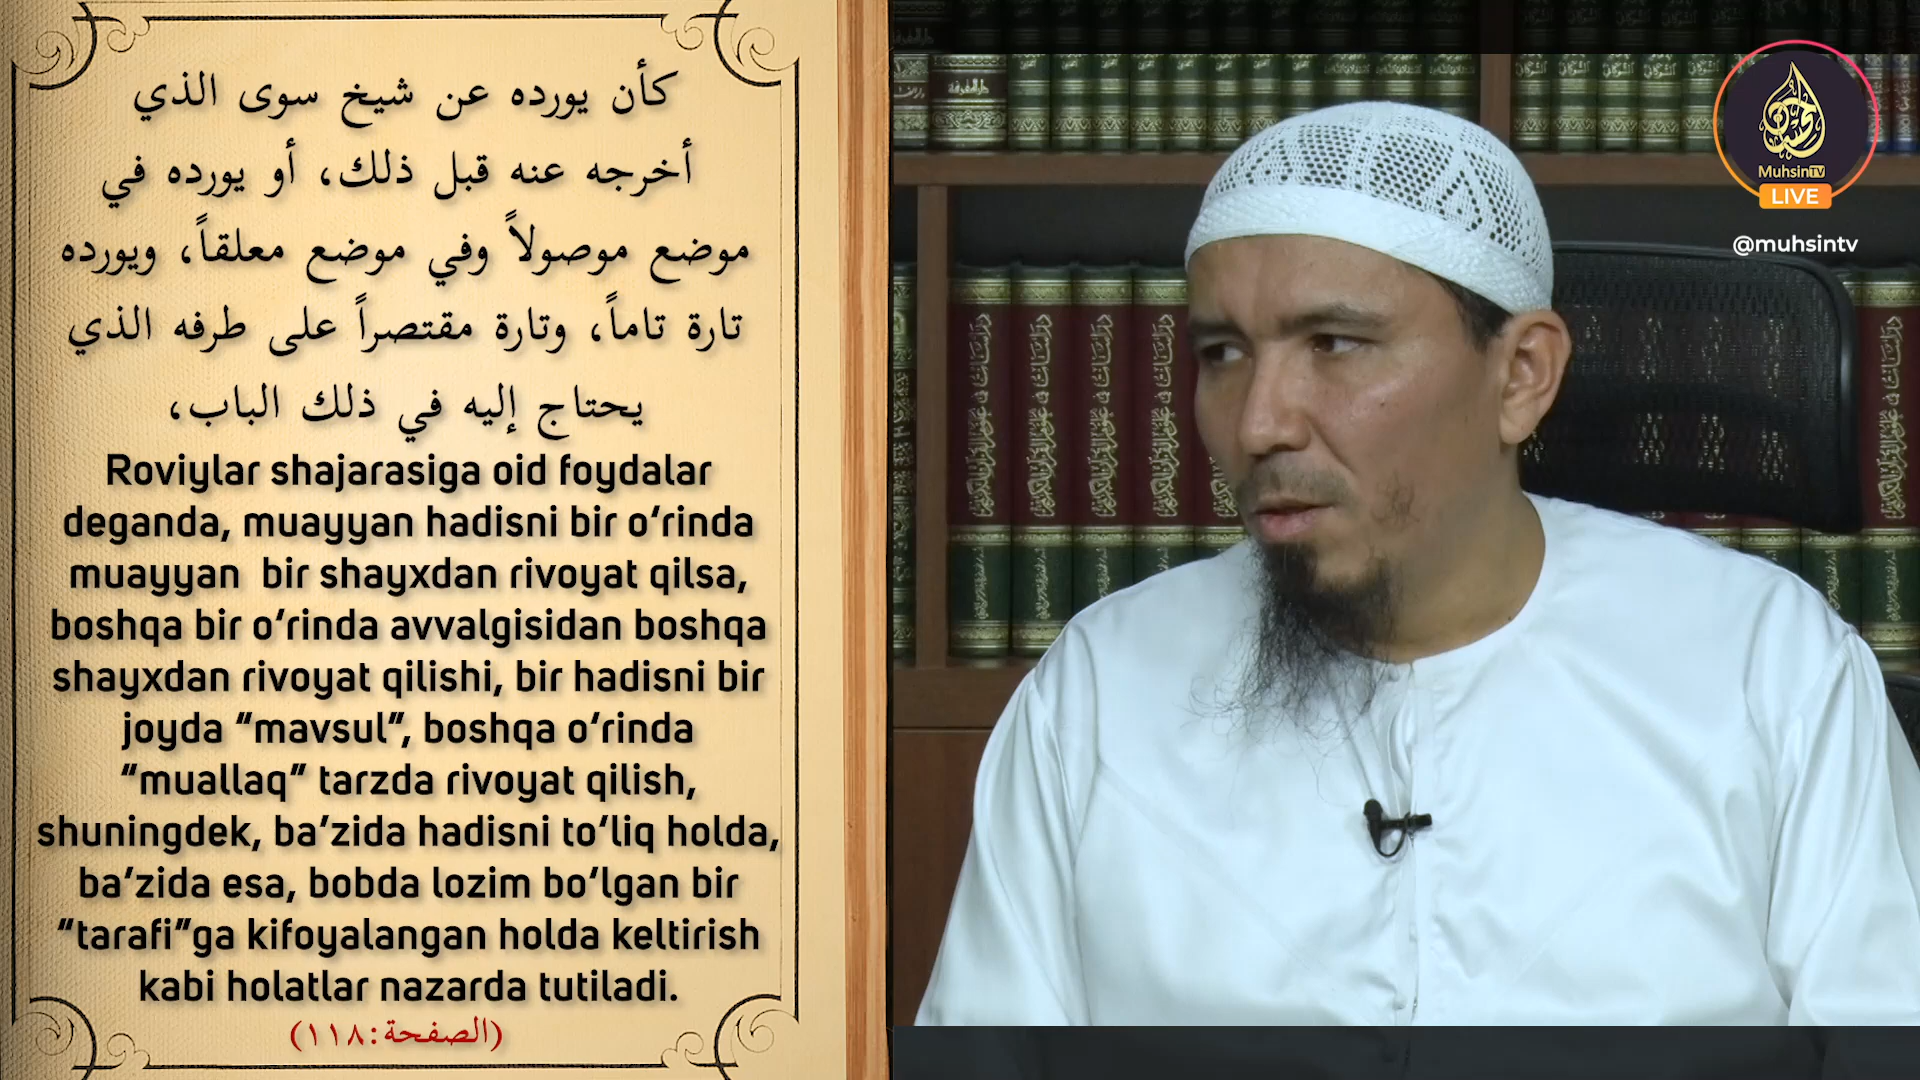 كأن يورده عن شيخ سوى الذي
أخرجه عنه قبل ذلك، أو يورده في
موضع موصولاً وفي موضع معلقاً، ويورده
تارة تاماً، وتارة مقتصراً على طرفه الذي
يحتاج إليه في ذلك الباب،
Roviylar shajarasiga oid foydalar
deganda, muayyan hadisni bir o‘rinda
muayyan  bir shayxdan rivoyat qilsa,
boshqa bir o‘rinda avvalgisidan boshqa
shayxdan rivoyat qilishi, bir hadisni bir
joyda “mavsul”, boshqa o‘rinda
“muallaq” tarzda rivoyat qilish,
shuningdek, ba’zida hadisni to‘liq holda,
ba’zida esa, bobda lozim bo‘lgan bir
“tarafi”ga kifoyalangan holda keltirish
kabi holatlar nazarda tutiladi.
(الصفحة:١١٨)
MuhsinTV
LIVE
@muhsintv